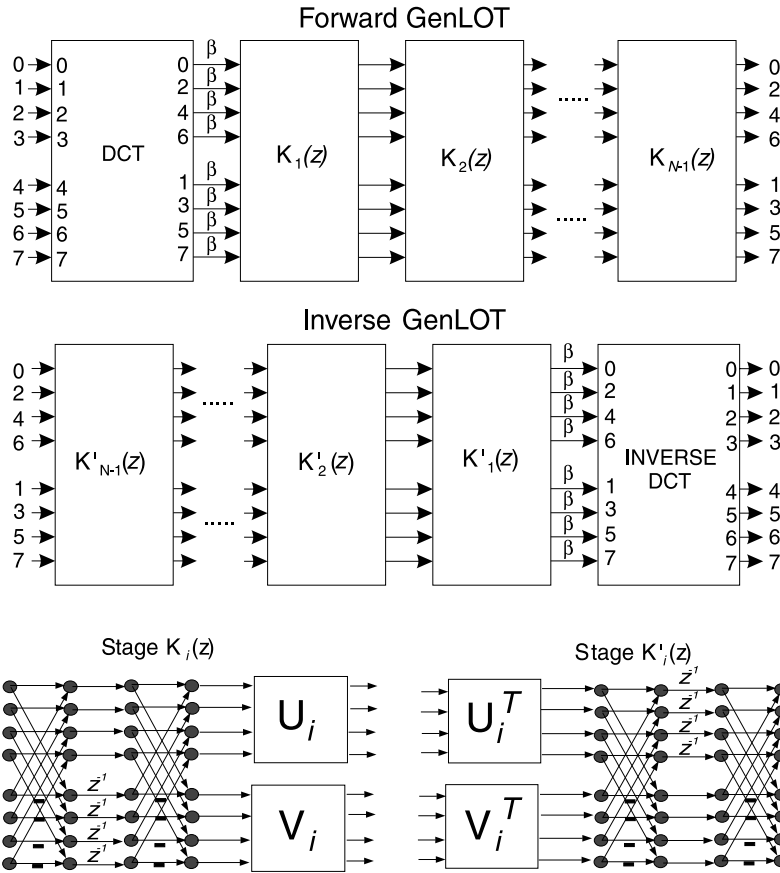 Forward GenLOT
0 0 0 β 0
1 1 2 β 2
2 2 4 β 4
3 3 6 β 6
DCT
K1(z) K2(z) ..... KN-1(z)
4 4 1 β 1
5 5 3 β 3
6 6 5 β ..... 5
7 7 7 β 7
Inverse GenLOT
0 β 0 0 0
2 β 2 1 1
4 ..... β 4 2 2
6 β 6 3 3
K'N-1(z) K'2(z) K'1(z) INVERSE
DCT
1 β 1 4 4
3 β 3 5 5
5 ..... β 5 6 6
7 β 7 7 7
Stage Ki(z) Stage K'i(z)
z-1
z-1
z-1
z-1
Ui UiT
z-1
z-1
z-1
z-1
- - - -
- - - -
- - - -
- - - -
Vi ViT